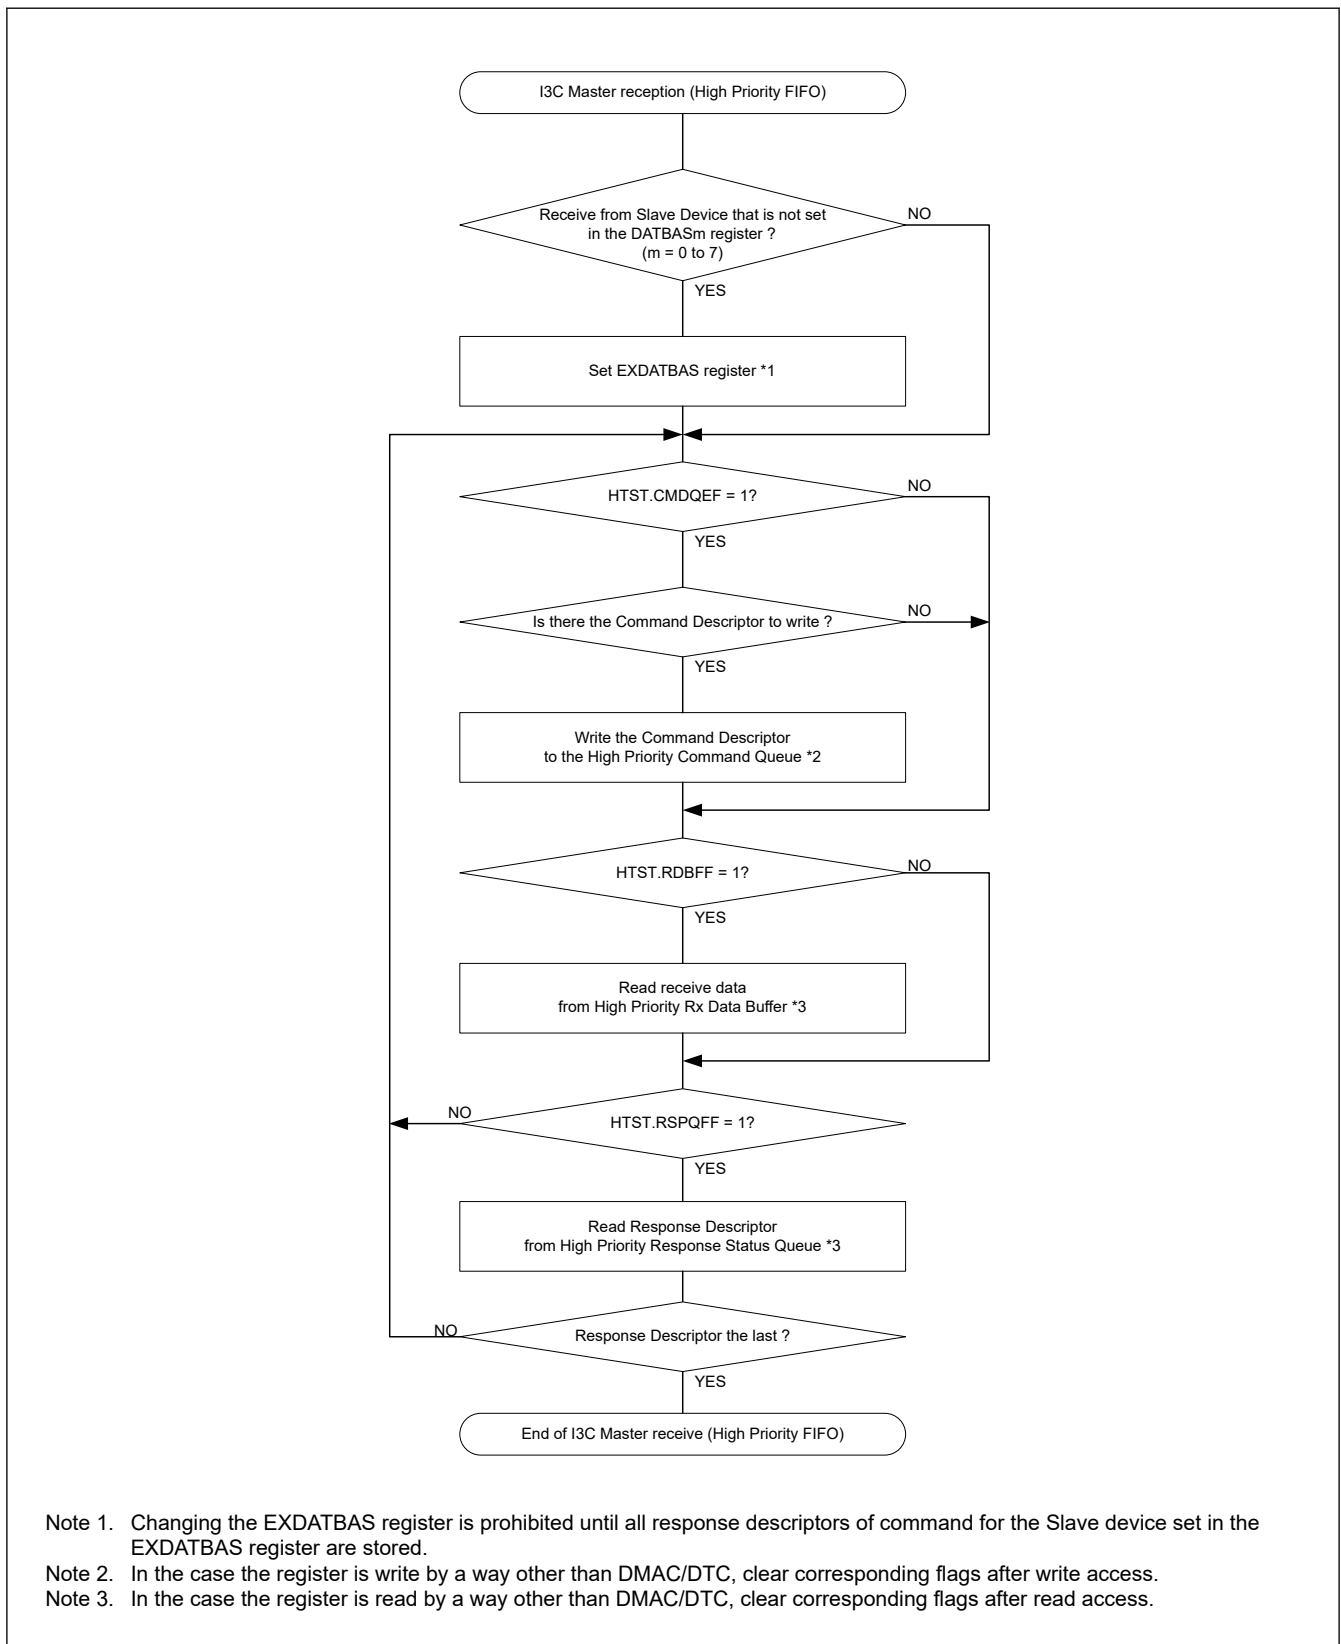 I3C Master reception (High Priority FIFO)
Receive from Slave Device that is not set
in the DATBASm register ?
(m = 0 to 7)
NO
YES
Set EXDATBAS register *1
HTST.CMDQEF = 1?
NO
YES
Is there the Command Descriptor to write ?
NO
YES
Write the Command Descriptor
to the High Priority Command Queue *2
HTST.RDBFF = 1?
NO
YES
Read receive data
from High Priority Rx Data Buffer *3
NO
HTST.RSPQFF = 1?
YES
Read Response Descriptor
from High Priority Response Status Queue *3
NO
Response Descriptor the last ?
YES
End of I3C Master receive (High Priority FIFO)
Note 1. Changing the EXDATBAS register is prohibited until all response descriptors of command for the Slave device set in the
EXDATBAS register are stored.
Note 2. In the case the register is write by a way other than DMAC/DTC, clear corresponding flags after write access.
Note 3. In the case the register is read by a way other than DMAC/DTC, clear corresponding flags after read access.